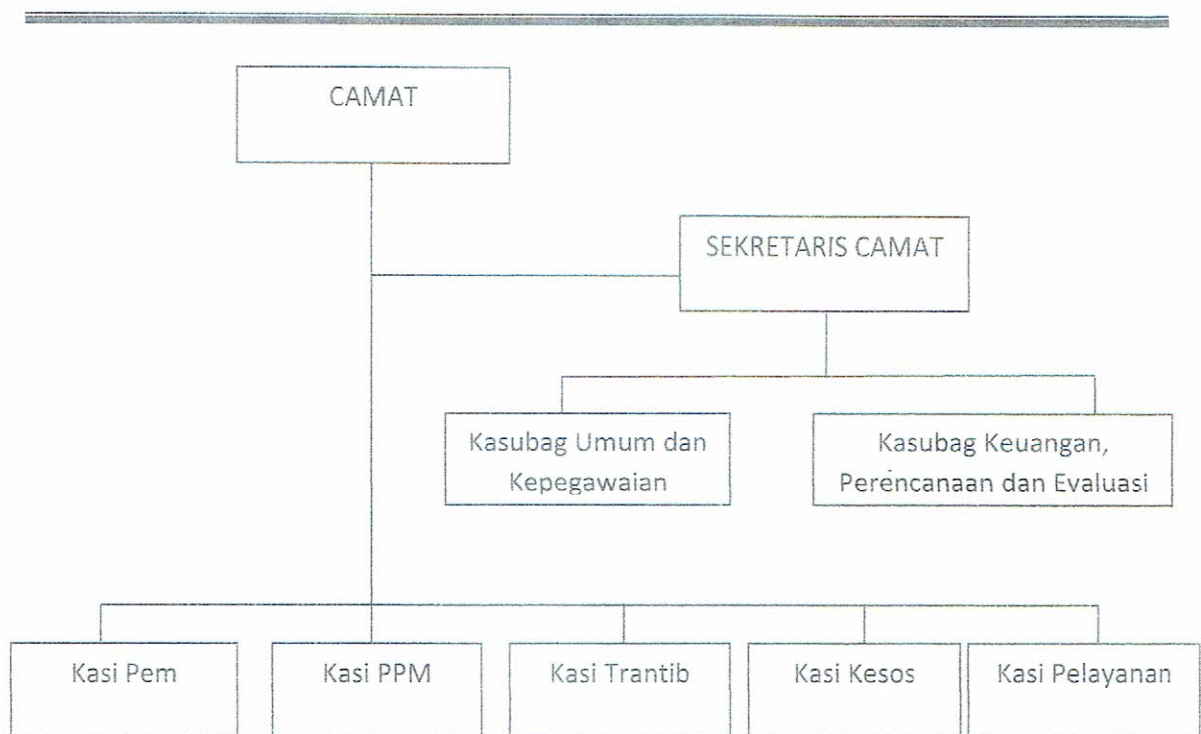 CAMAT
SEKRETARIS CAMAT
Kasubag Umum dan
Kepegawaian
Kasubag Keuangan,
Perencanaan dan Evaluasi
Kasi Pem
Kasi PPM
Kasi Trantib
Kasi Kesos
Kasi Pelayanan